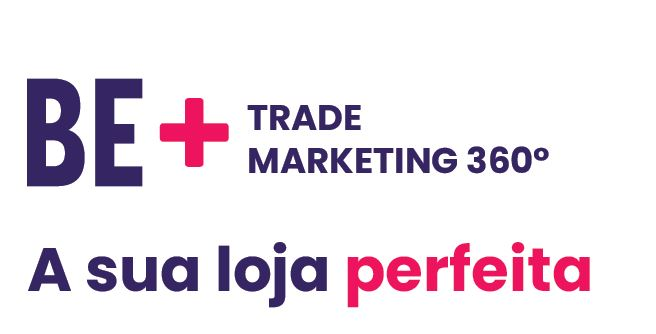 BE+ TRADE
MARKETING 360º
A sua loja perfeita